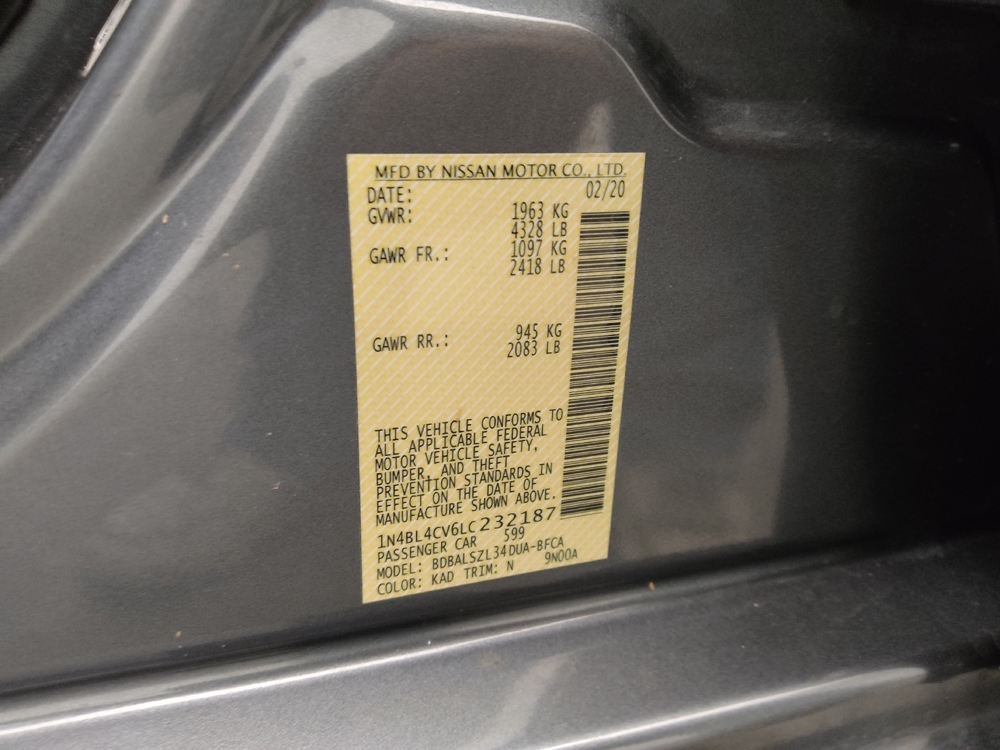 MFD BY NISSAN MOTOR CO., LTD.
DATE: 02/20
GVWR: 1963 KG
4328 LB
GAWR FR.: 1097 KG
2418 LB
GAWR RR.: 945 KG
2083 LB
THIS VEHICLE CONFORMS TO
ALL APPLICABLE FEDERAL
MOTOR VEHICLE SAFETY,
BUMPER, AND THEFT
PREVENTION STANDARDS IN
EFFECT ON THE DATE OF
MANUFACTURE SHOWN ABOVE.
1N4BL4CV6LC232187
PASSENGER CAR 599
MODEL: BDBALSZL34DUA-BFCA
COLOR: KAD TRIM: N 9N00A